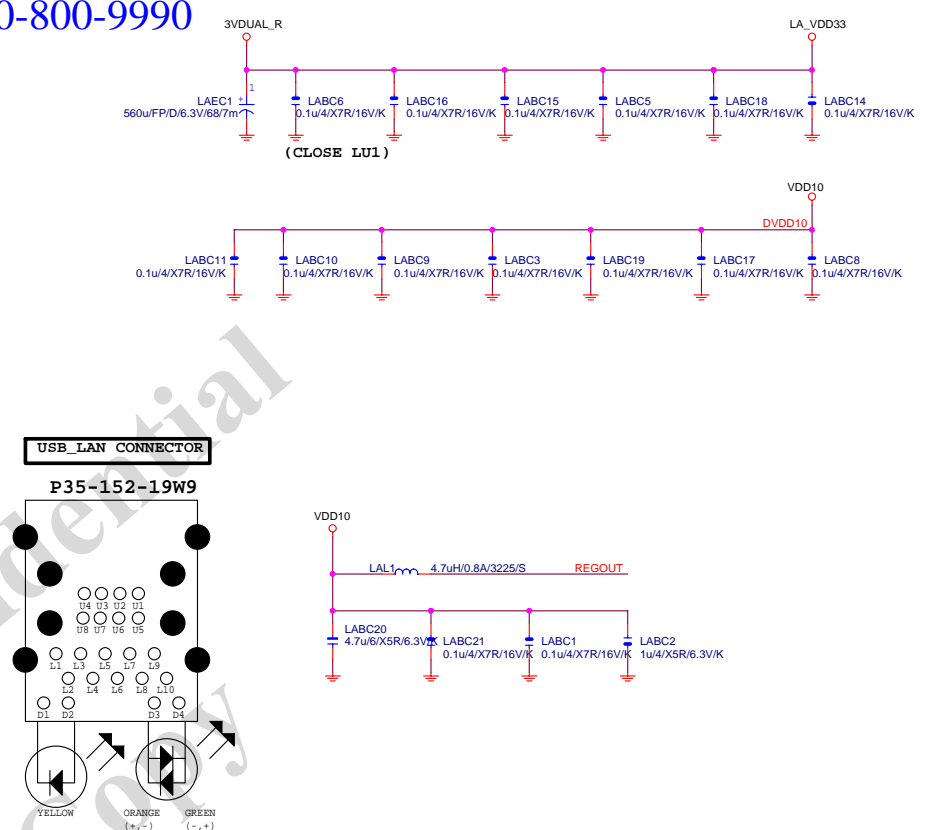 0-800-9990
3VDUAL_R
LA_VDD33
1
+
LAEC1
560u/FP/D/6.3V/68/7m
LABC6
0.1u/4/X7R/16V/K
LABC16
0.1u/4/X7R/16V/K
LABC15
0.1u/4/X7R/16V/K
LABC5
0.1u/4/X7R/16V/K
LABC18
0.1u/4/X7R/16V/K
LABC14
0.1u/4/X7R/16V/K
(CLOSE LU1)
VDD10
DVDD10
LABC11
0.1u/4/X7R/16V/K
LABC10
0.1u/4/X7R/16V/K
LABC9
0.1u/4/X7R/16V/K
LABC3
0.1u/4/X7R/16V/K
LABC19
0.1u/4/X7R/16V/K
LABC17
0.1u/4/X7R/16V/K
LABC8
0.1u/4/X7R/16V/K
USB_LAN CONNECTOR
P35-152-19W9
U4 U3 U2 U1
U8 U7 U6 U5
L1 L3 L5 L7 L9
L2 L4 L6 L8 L10
D1 D2 D3 D4
YELLOW
ORANGE
(+,-)
GREEN
(-,+)
VDD10
LAL1
4.7uH/0.8A/3225/S
REGOUT
LABC20
4.7u/6/X5R/6.3V/K
LABC21
0.1u/4/X7R/16V/K
LABC1
0.1u/4/X7R/16V/K
LABC2
1u/4/X5R/6.3V/K
idential
Copy